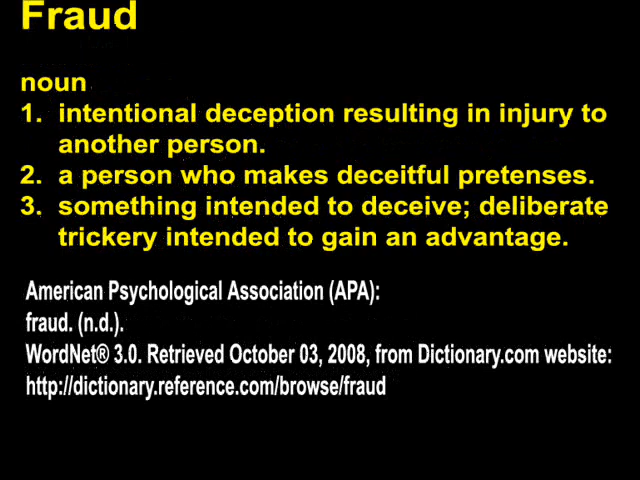 Fraud
noun
1. intentional deception resulting in injury to
another person.
2. a person who makes deceitful pretenses.
3. something intended to deceive; deliberate
trickery intended to gain an advantage.
American Psychological Association (APA):
fraud. (n.d.).
WordNet® 3.0. Retrieved October 03, 2008, from Dictionary.com website:
http://dictionary.reference.com/browse/fraud